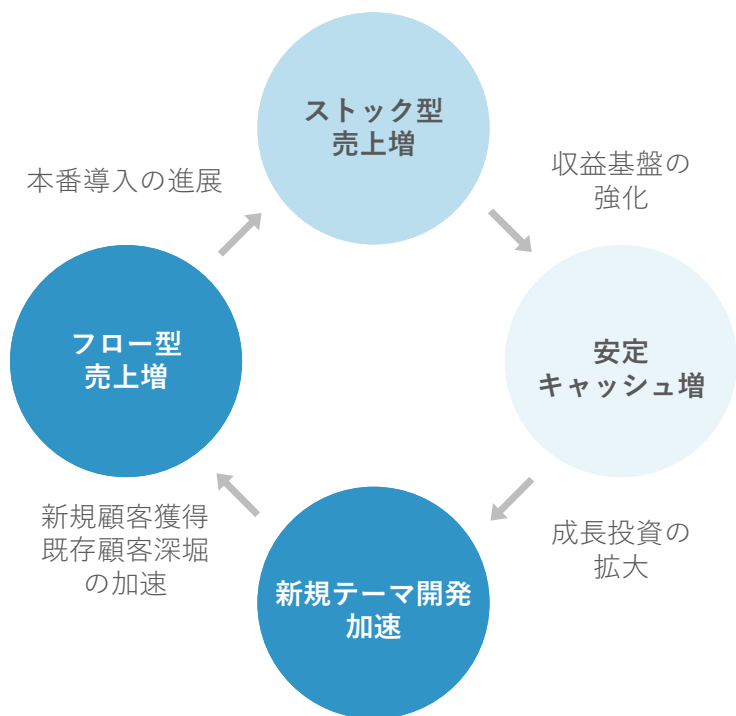 ストック型
売上増
収益基盤の
強化
安定
キャッシュ増
成長投資の
拡大
新規テーマ開発
加速
新規顧客獲得
既存顧客深堀
の加速
フロー型
売上増
本番導入の進展